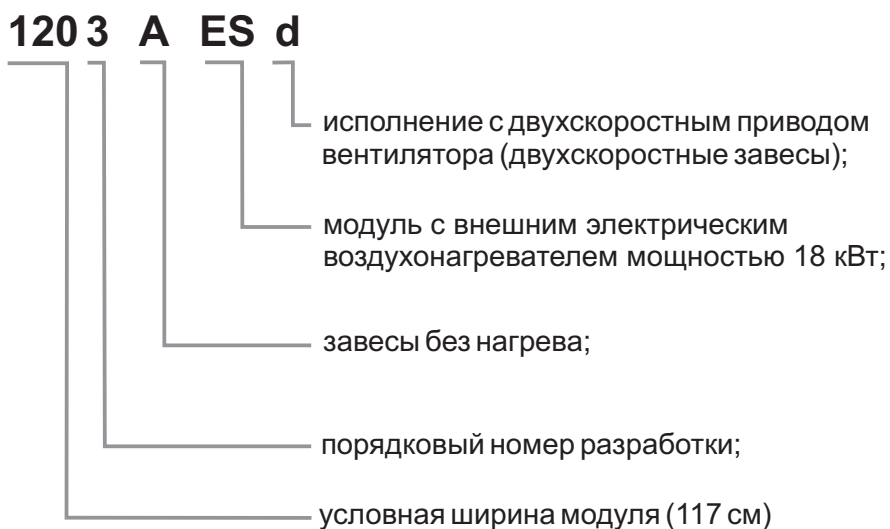 120 3 A ES d
исполнение с двухскоростным приводом
вентилятора (двухскоростные завесы);
модуль с внешним электрическим
воздухонагревателем мощностью 18 кВт;
завесы без нагрева;
порядковый номер разработки;
условная ширина модуля (117 см)